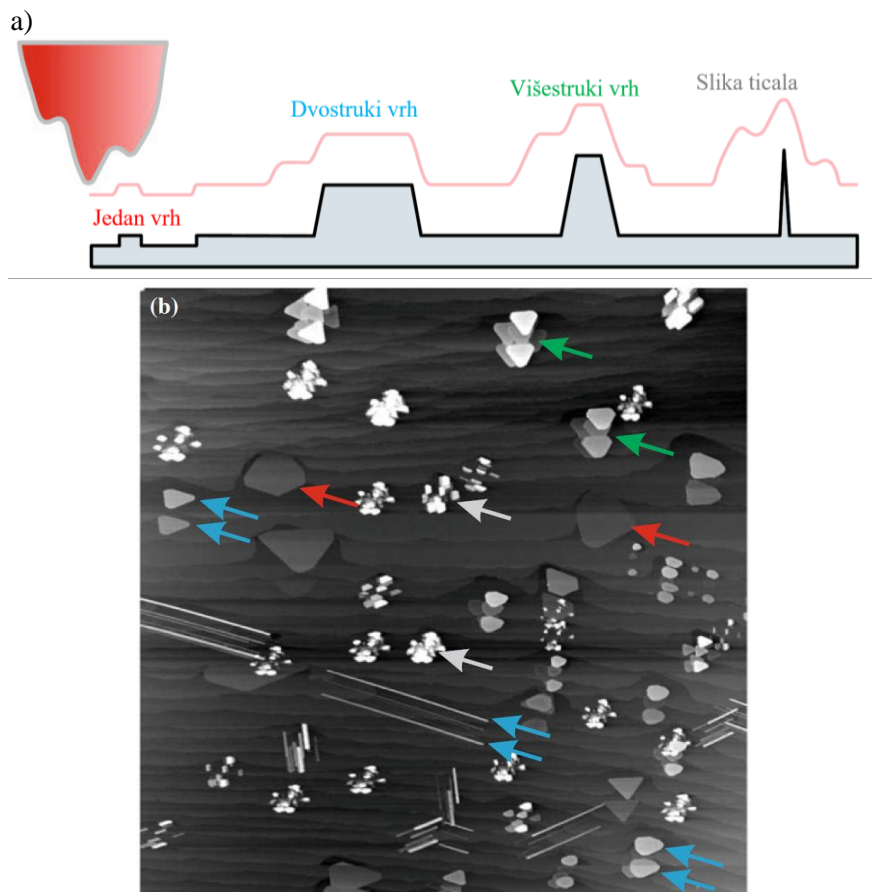 a)
Dvostruki vrh
Višestruki vrh
Slika ticala
Jedan vrh
(b)